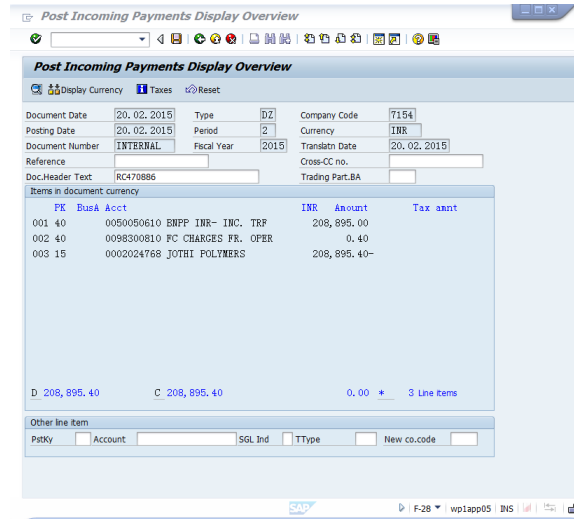 Post Incoming Payments Display Overview
Post Incoming Payments Display Overview
Display Currency Taxes Reset
Document Date 20.02.2015 Type DZ Company Code 7154
Posting Date 20.02.2015 Period 2 Currency INR
Document Number INTERNAL Fiscal Year 2015 Translatn Date 20.02.2015
Reference Cross-CC no.
Doc.Header Text RC470886 Trading Part.BA
Items in document currency
PK BusA Acct INR Amount Tax amnt
001 40 0050050610 BNPP INR- INC. TRF 208,895.00
002 40 0098300810 FC CHARGES FR. OPER 0.40
003 15 0002024768 JOTHI POLYMERS 208,895.40-
D 208,895.40 C 208,895.40 0.00 * 3 Line items
Other line item
PstKy Account SGL Ind TType New co.code
SAP F-28 wp1app05 INS